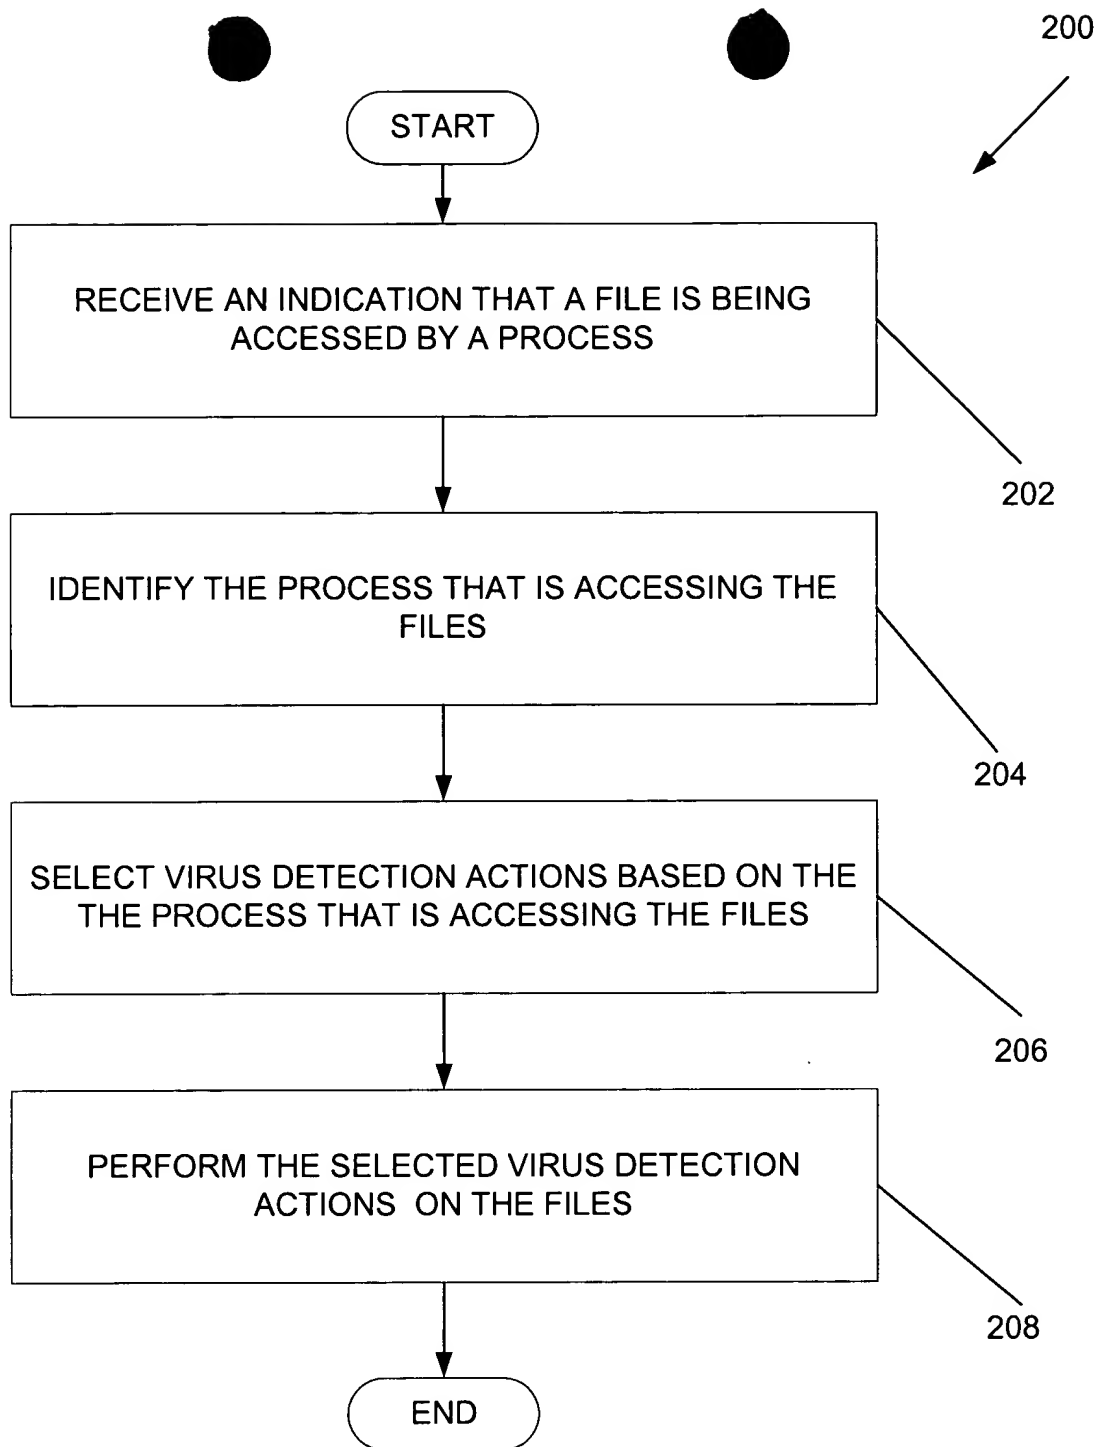 200
START
RECEIVE AN INDICATION THAT A FILE IS BEING
ACCESSED BY A PROCESS
202
IDENTIFY THE PROCESS THAT IS ACCESSING THE
FILES
204
SELECT VIRUS DETECTION ACTIONS BASED ON THE
THE PROCESS THAT IS ACCESSING THE FILES
206
PERFORM THE SELECTED VIRUS DETECTION
ACTIONS ON THE FILES
208
END